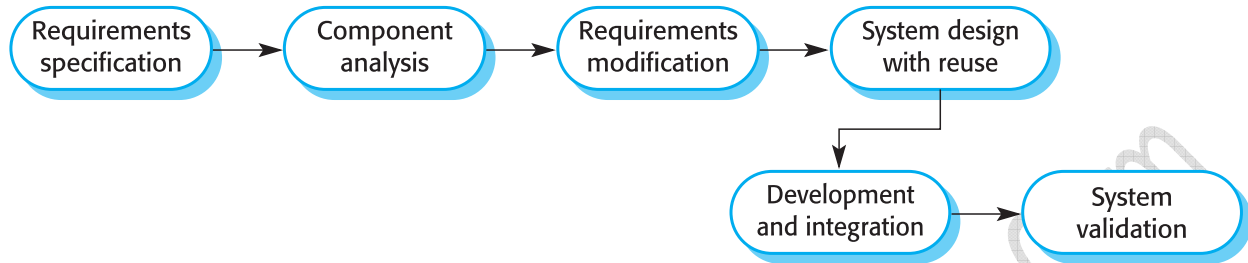 Requirements
specification
Component
analysis
Requirements
modification
System design
with reuse
Development
and integration
System
validation